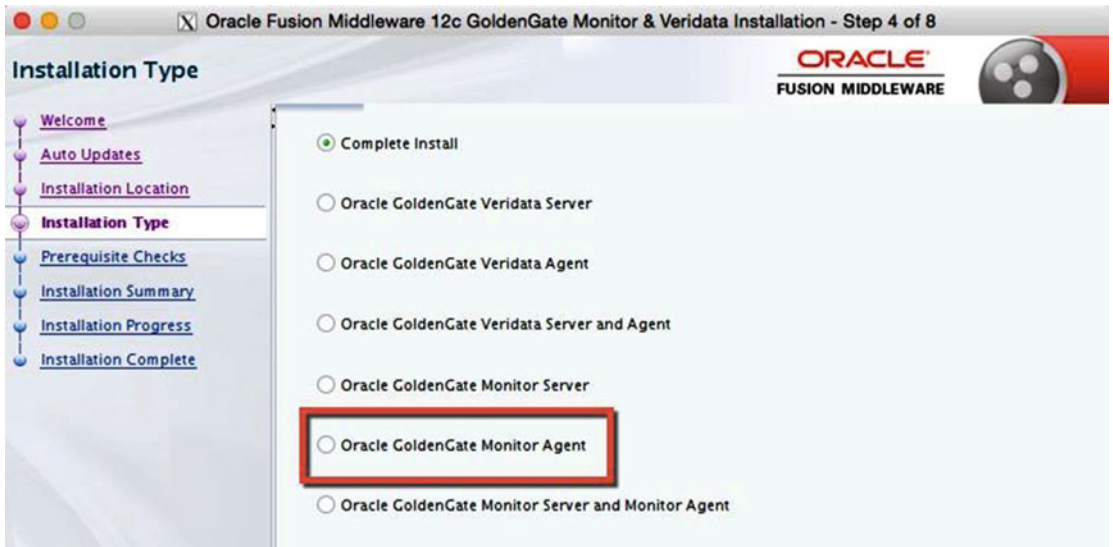 Oracle Fusion Middleware 12c GoldenGate Monitor & Veridata Installation - Step 4 of 8
Installation Type
ORACLE
FUSION MIDDLEWARE
Welcome
Auto Updates
Installation Location
Installation Type
Prerequisite Checks
Installation Summary
Installation Progress
Installation Complete
Complete Install
Oracle GoldenGate Veridata Server
Oracle GoldenGate Veridata Agent
Oracle GoldenGate Veridata Server and Agent
Oracle GoldenGate Monitor Server
Oracle GoldenGate Monitor Agent
Oracle GoldenGate Monitor Server and Monitor Agent